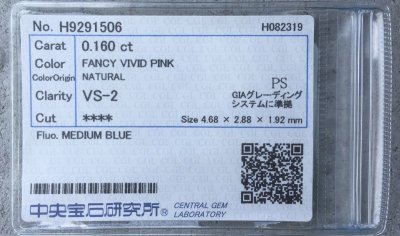 No. H9291506 H082319
Carat 0.160 ct
Color FANCY VIVID PINK
ColorOrigin NATURAL
Clarity VS-2
PS
GIAグレーディング
システムに準拠
Cut **** Size 4.68 × 2.88 × 1.92 mm
Fluo. MEDIUM BLUE
中央宝石研究所® CENTRAL GEM
LABORATORY